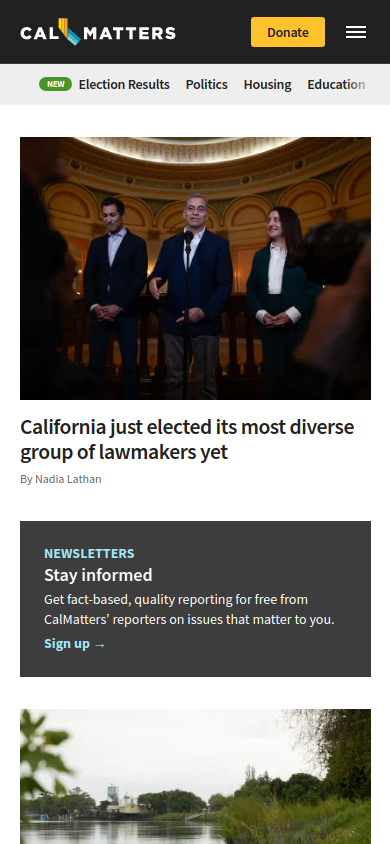 CAL MATTERS
Donate
NEW Election Results Politics Housing Education
California just elected its most diverse
group of lawmakers yet
By Nadia Lathan
NEWSLETTERS
Stay informed
Get fact-based, quality reporting for free from
CalMatters’ reporters on issues that matter to you.
Sign up →